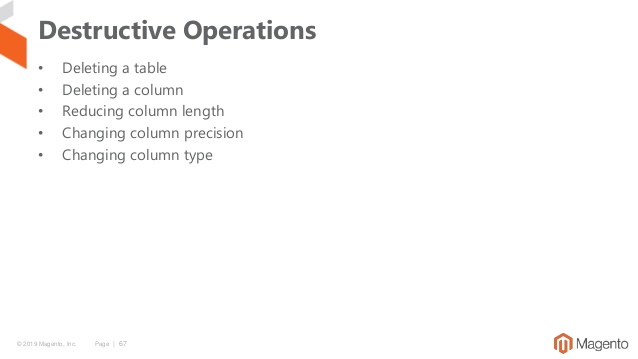 Destructive Operations
• Deleting a table
• Deleting a column
• Reducing column length
• Changing column precision
• Changing column type
© 2019 Magento, Inc. Page | 67
Magento